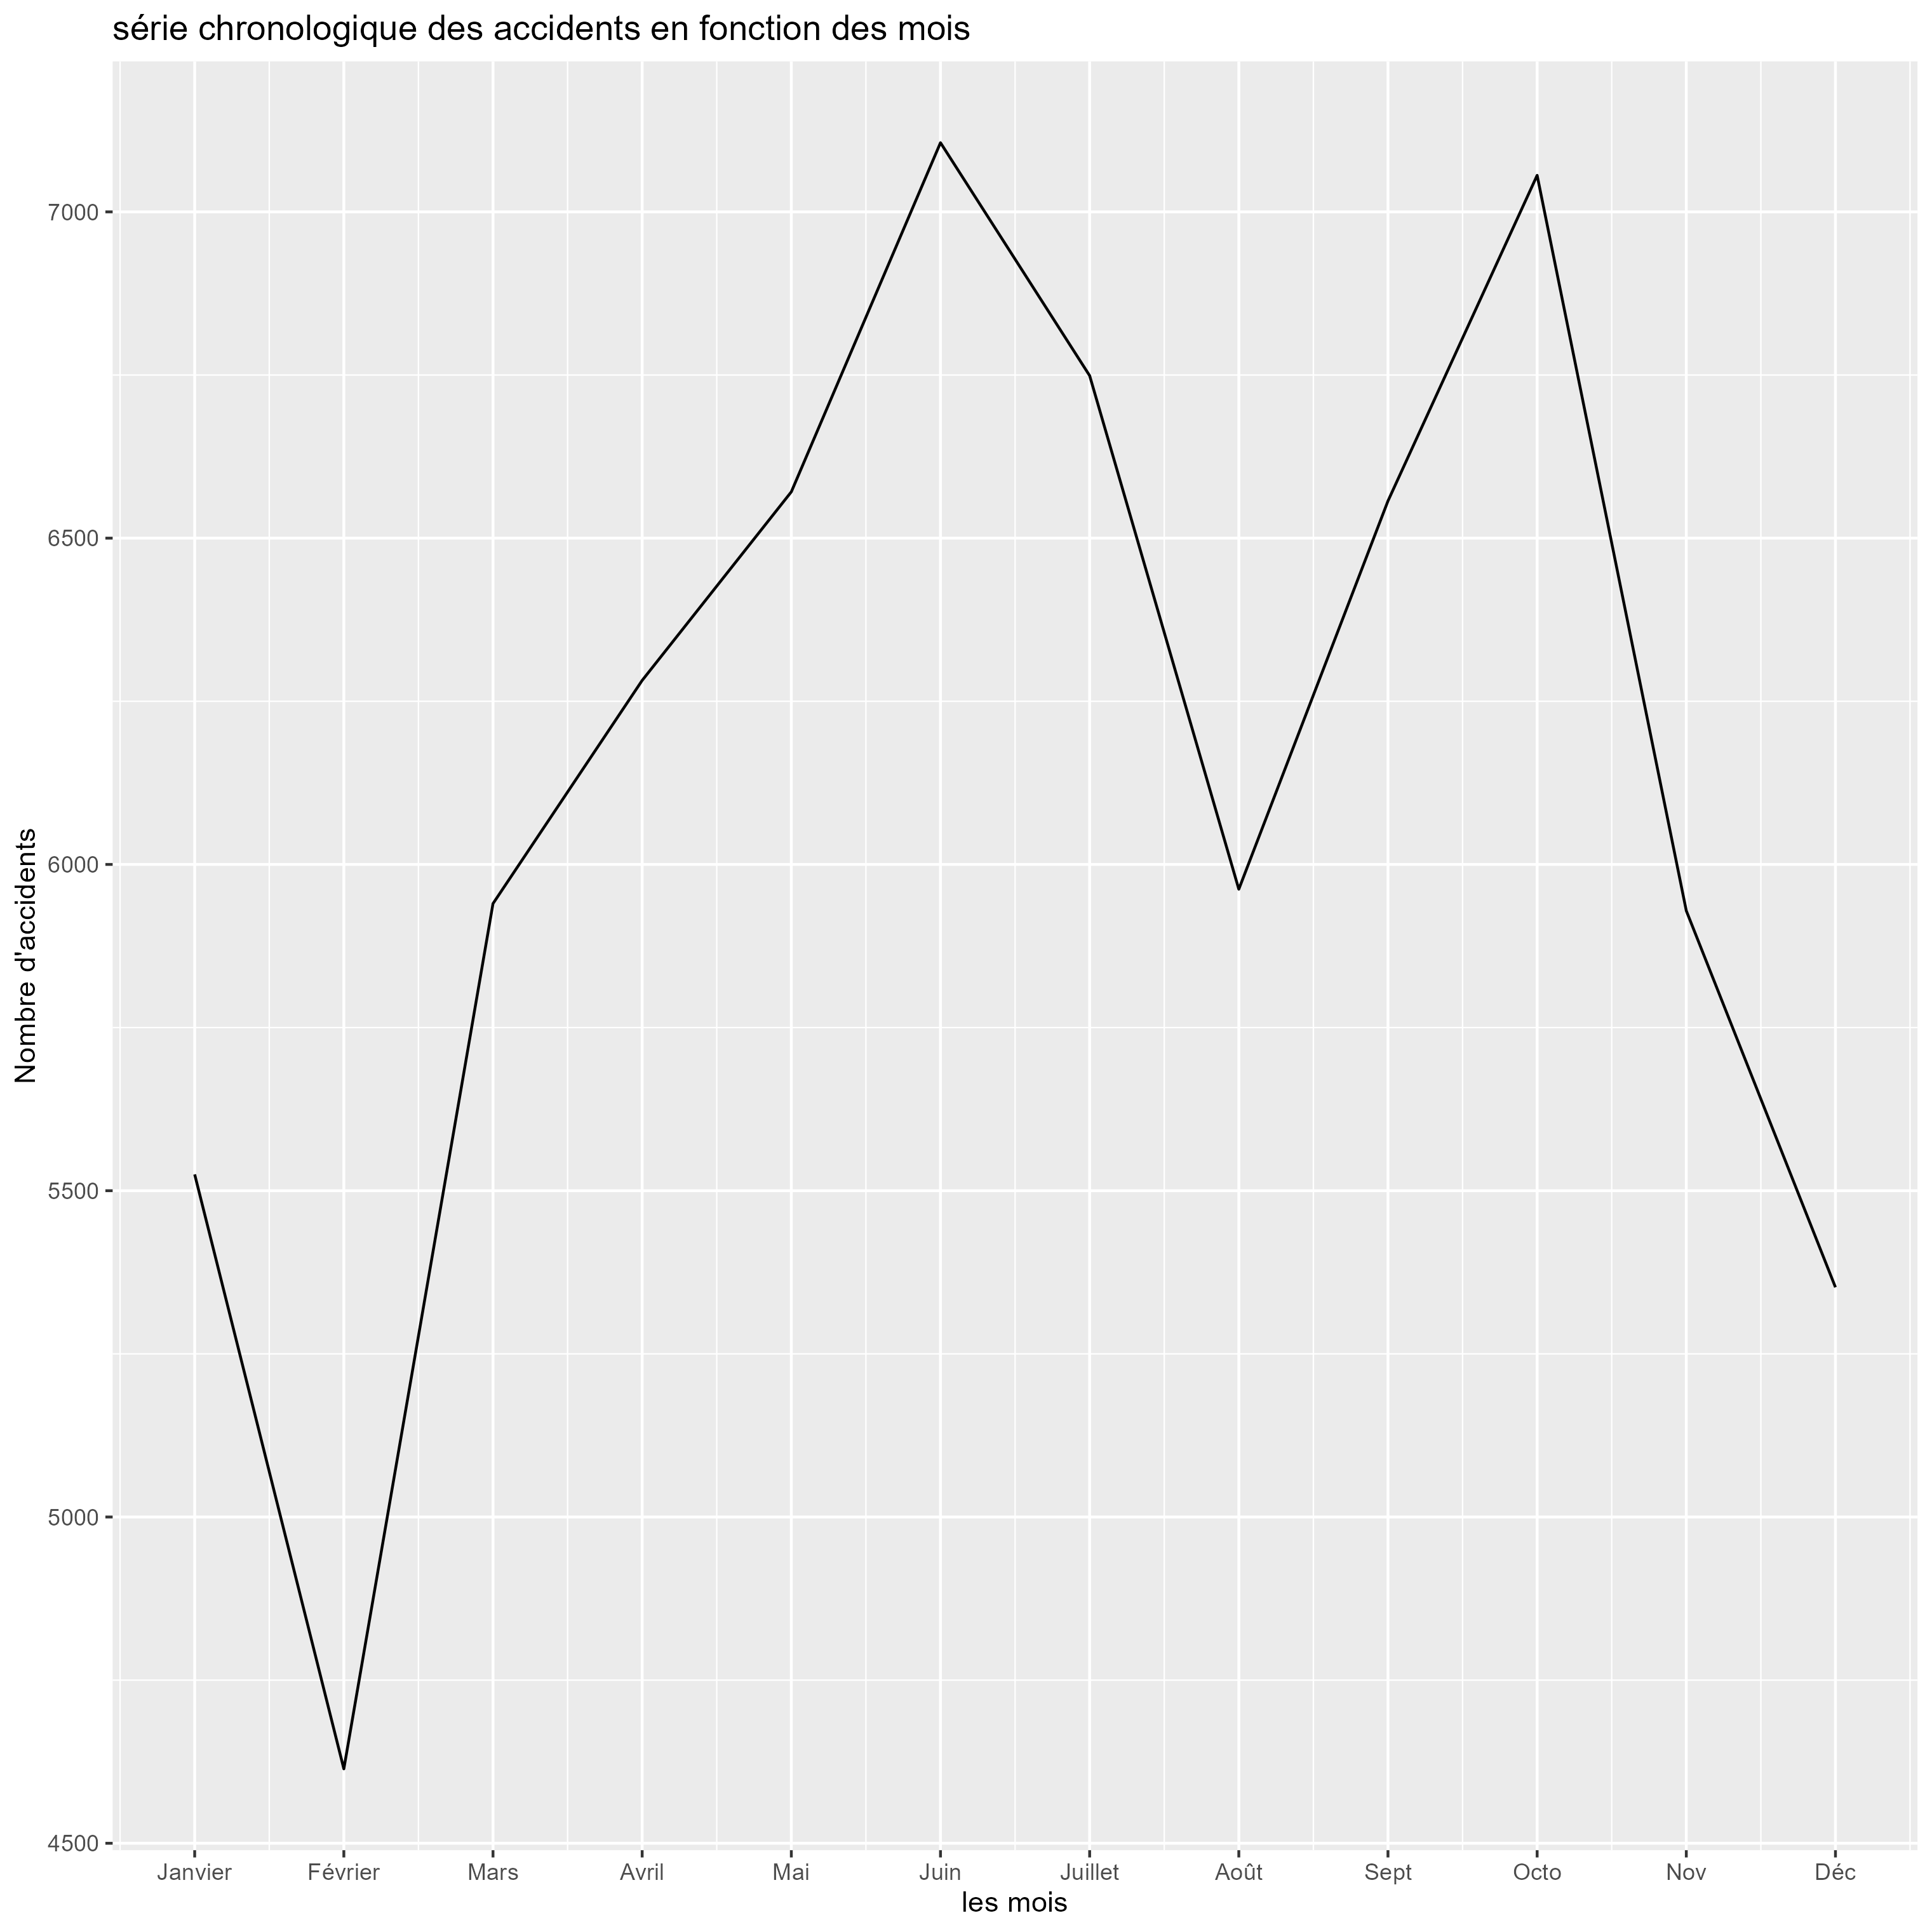 série chronologique des accidents en fonction des mois
Nombre d'accidents
7000
6500
6000
5500
5000
4500
Janvier Février Mars Avril Mai Juin Juillet Août Sept Octo Nov Déc
les mois